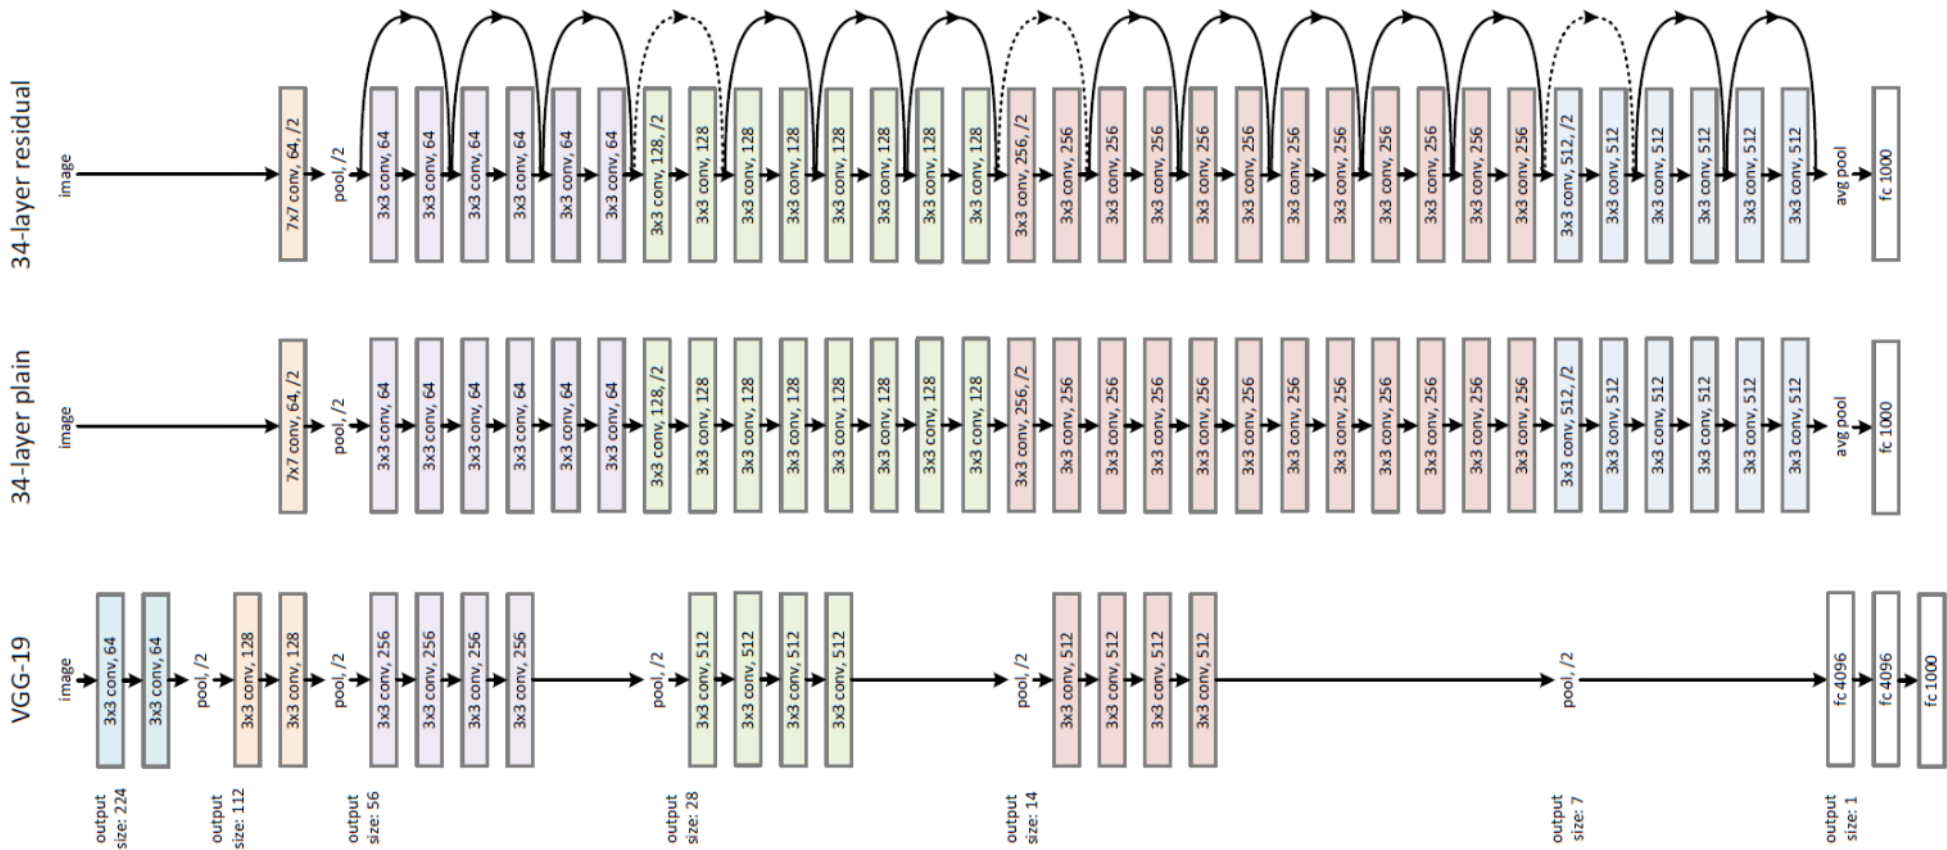 34-layer residual
image
7x7 conv, 64, /2
pool, /2
3x3 conv, 64
3x3 conv, 64
3x3 conv, 64
3x3 conv, 64
3x3 conv, 64
3x3 conv, 64
3x3 conv, 128, /2
3x3 conv, 128
3x3 conv, 128
3x3 conv, 128
3x3 conv, 128
3x3 conv, 128
3x3 conv, 128
3x3 conv, 128
3x3 conv, 256, /2
3x3 conv, 256
3x3 conv, 256
3x3 conv, 256
3x3 conv, 256
3x3 conv, 256
3x3 conv, 256
3x3 conv, 256
3x3 conv, 256
3x3 conv, 256
3x3 conv, 256
3x3 conv, 256
3x3 conv, 512, /2
3x3 conv, 512
3x3 conv, 512
3x3 conv, 512
3x3 conv, 512
3x3 conv, 512
avg pool
fc 1000
34-layer plain
image
7x7 conv, 64, /2
pool, /2
3x3 conv, 64
3x3 conv, 64
3x3 conv, 64
3x3 conv, 64
3x3 conv, 64
3x3 conv, 64
3x3 conv, 128, /2
3x3 conv, 128
3x3 conv, 128
3x3 conv, 128
3x3 conv, 128
3x3 conv, 128
3x3 conv, 128
3x3 conv, 128
3x3 conv, 256, /2
3x3 conv, 256
3x3 conv, 256
3x3 conv, 256
3x3 conv, 256
3x3 conv, 256
3x3 conv, 256
3x3 conv, 256
3x3 conv, 256
3x3 conv, 256
3x3 conv, 256
3x3 conv, 256
3x3 conv, 512, /2
3x3 conv, 512
3x3 conv, 512
3x3 conv, 512
3x3 conv, 512
3x3 conv, 512
avg pool
fc 1000
VGG-19
image
3x3 conv, 64
3x3 conv, 64
pool, /2
3x3 conv, 128
3x3 conv, 128
pool, /2
3x3 conv, 256
3x3 conv, 256
3x3 conv, 256
3x3 conv, 256
pool, /2
3x3 conv, 512
3x3 conv, 512
3x3 conv, 512
3x3 conv, 512
pool, /2
3x3 conv, 512
3x3 conv, 512
3x3 conv, 512
3x3 conv, 512
pool, /2
fc 4096
fc 4096
fc 1000
output
size: 224
output
size: 112
output
size: 56
output
size: 28
output
size: 14
output
size: 7
output
size: 1